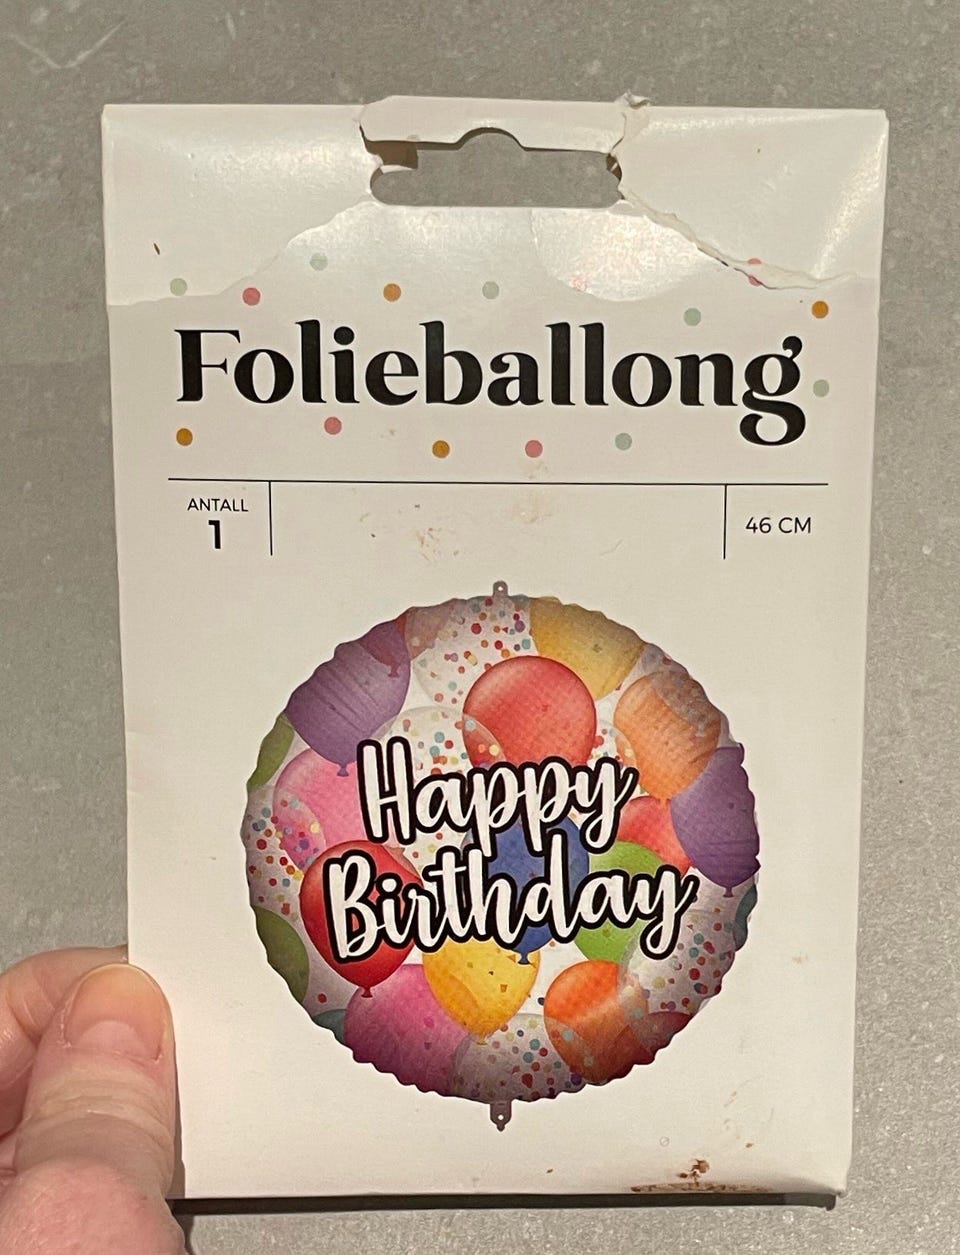 Folieballong
ANTALL
1
46 CM
Happy
Birthday